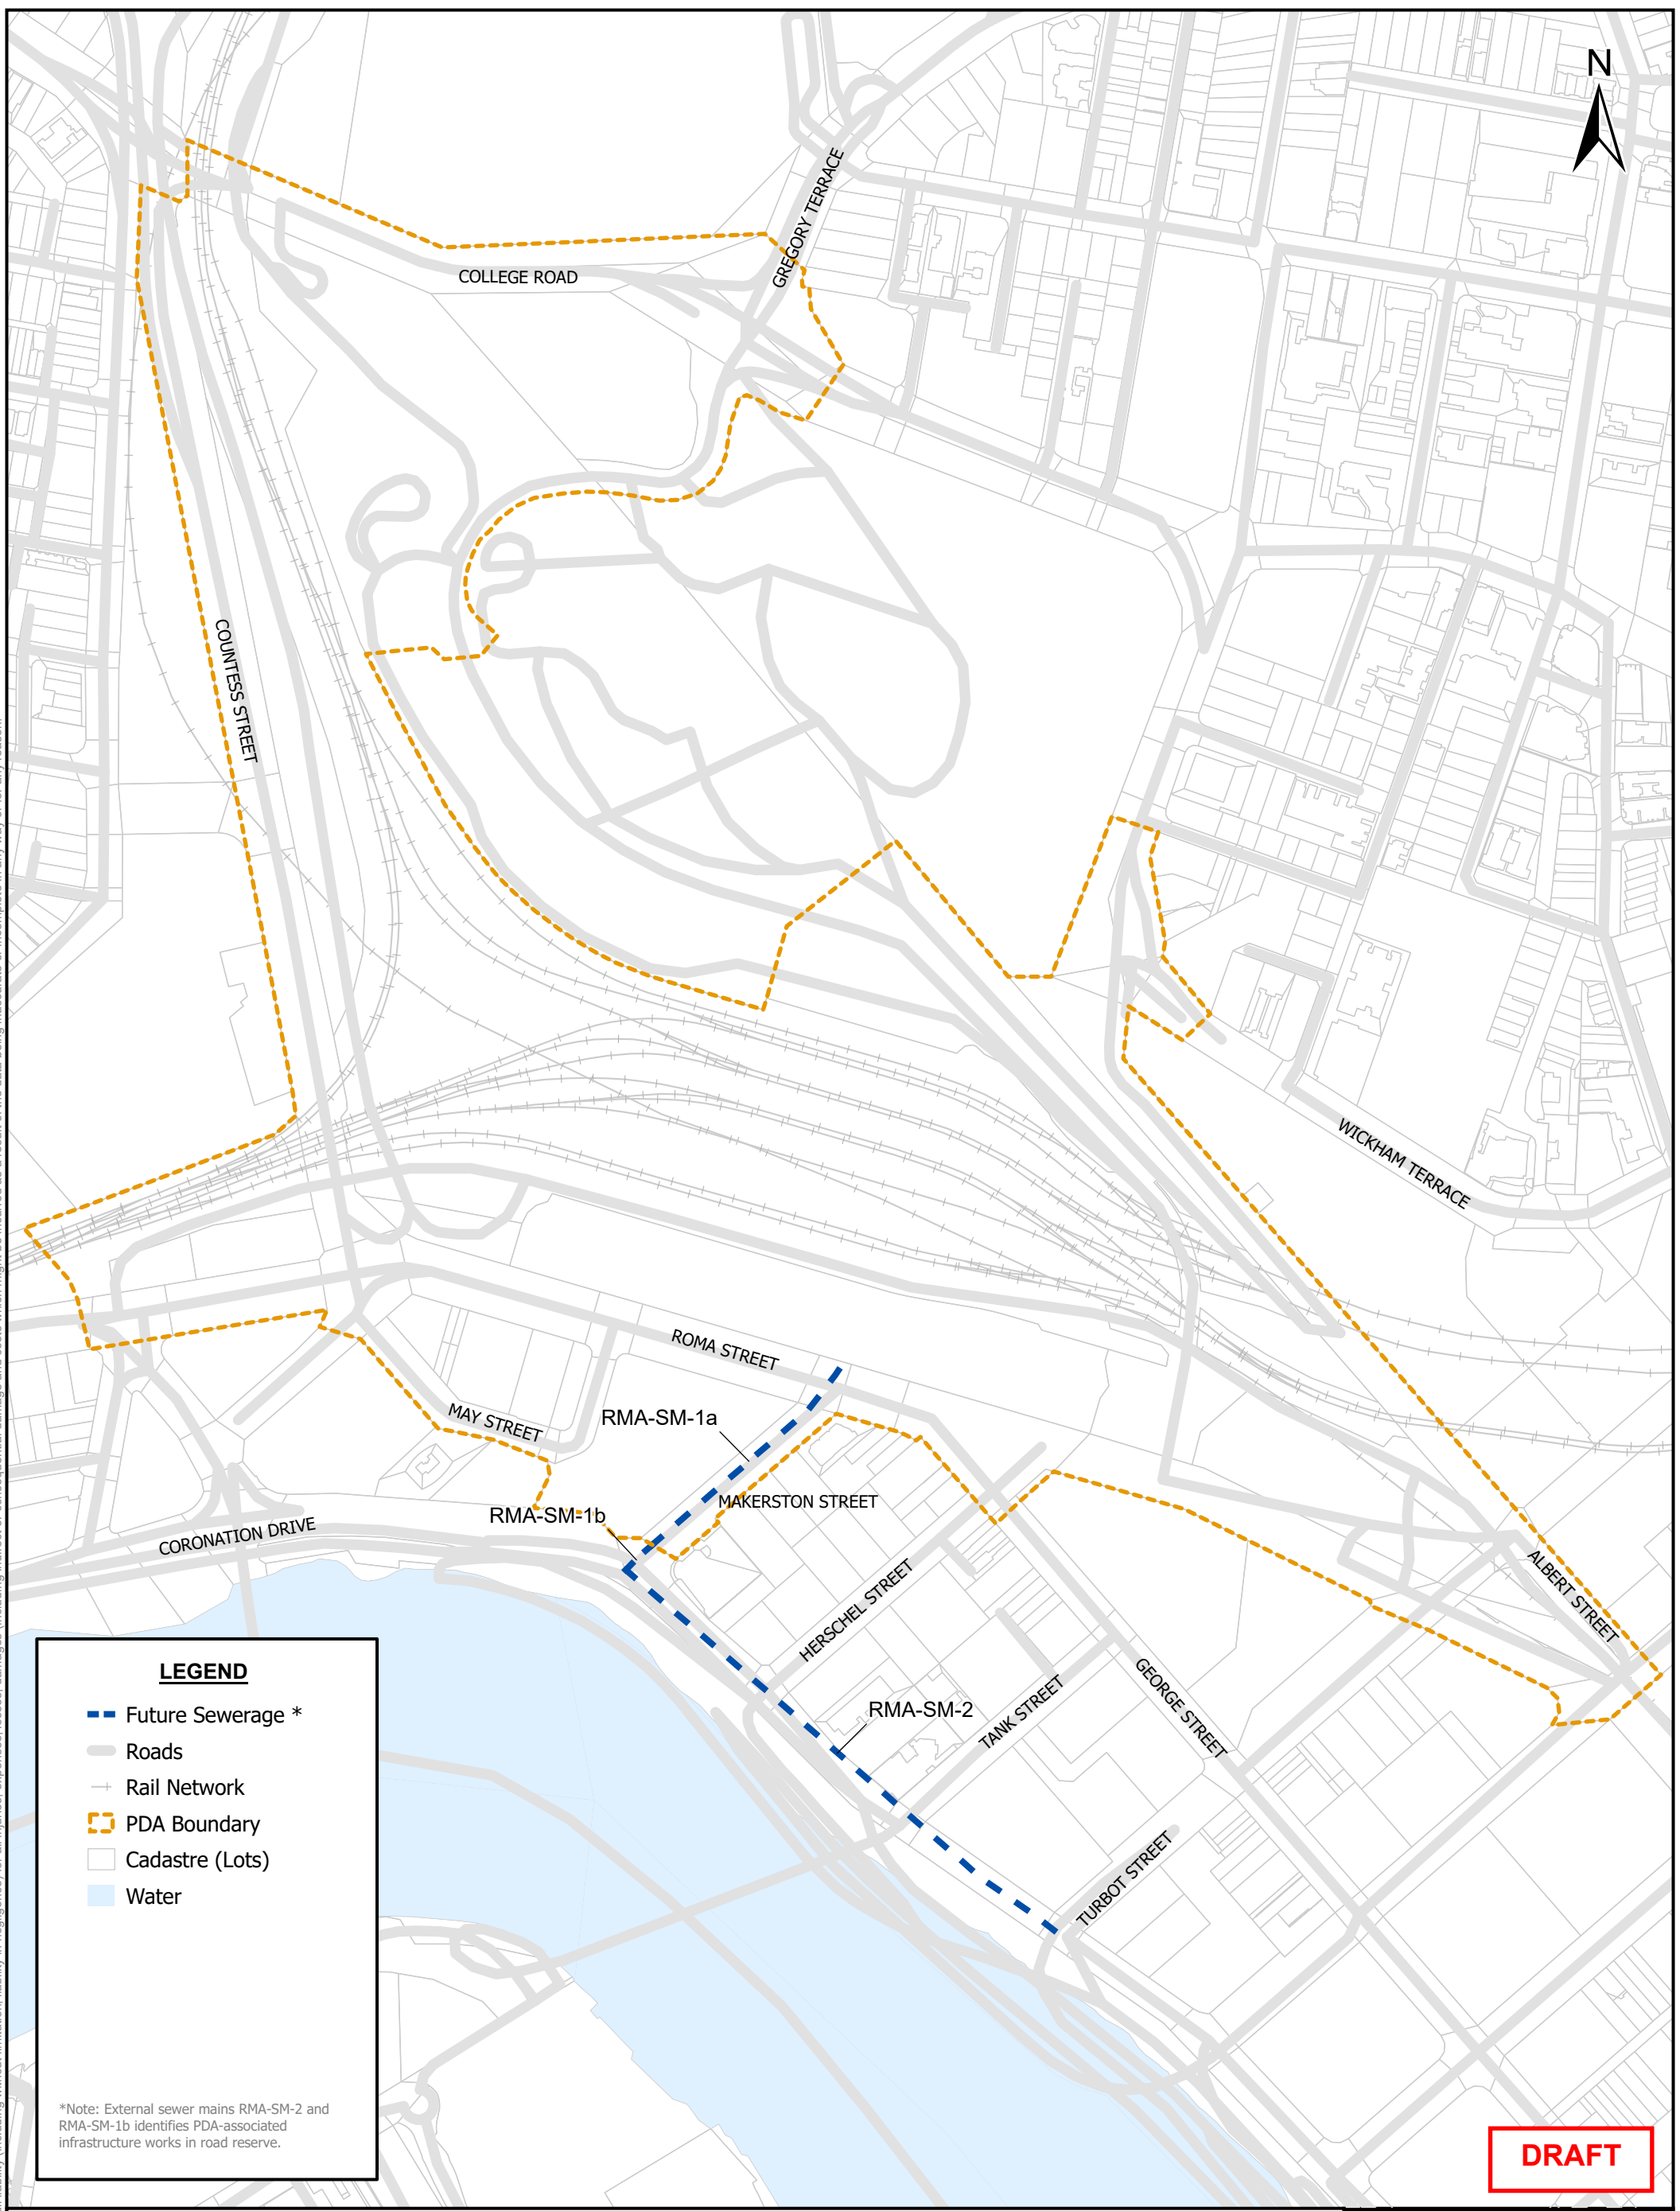 N
GREGORY TERRACE
COLLEGE ROAD
COUNTESS STREET
WICKHAM TERRACE
ROMA STREET
MAY STREET
RMA-SM-1a
MAKERSTON STREET
RMA-SM-1b
CORONATION DRIVE
ALBERT STREET
HERSCHEL STREET
GEORGE STREET
TANK STREET
RMA-SM-2
TURBOT STREET
LEGEND
Future Sewerage *
Roads
Rail Network
PDA Boundary
Cadastre (Lots)
Water
*Note: External sewer mains RMA-SM-2 and
RMA-SM-1b identifies PDA-associated
infrastructure works in road reserve.
DRAFT